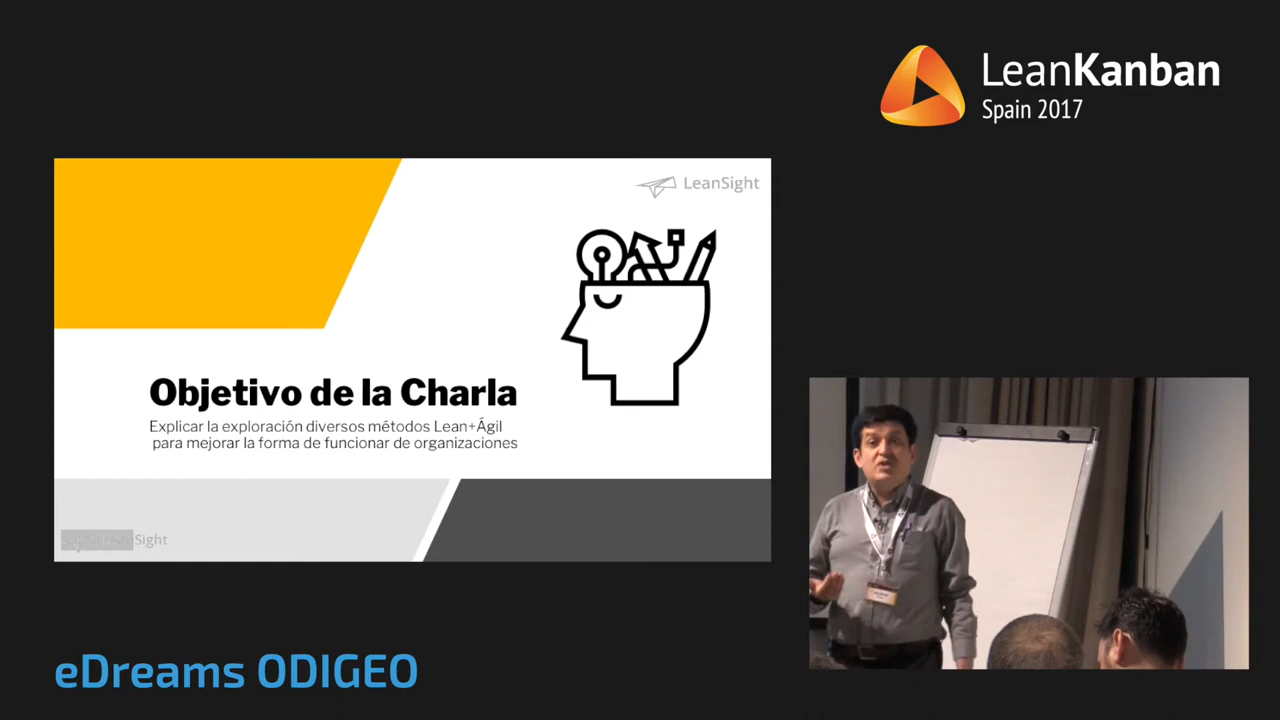 LeanKanban
Spain 2017
LeanSight
Objetivo de la Charla
Explicar la exploración diversos métodos Lean+Ágil
para mejorar la forma de funcionar de organizaciones
Sight
eDreams ODIGEO